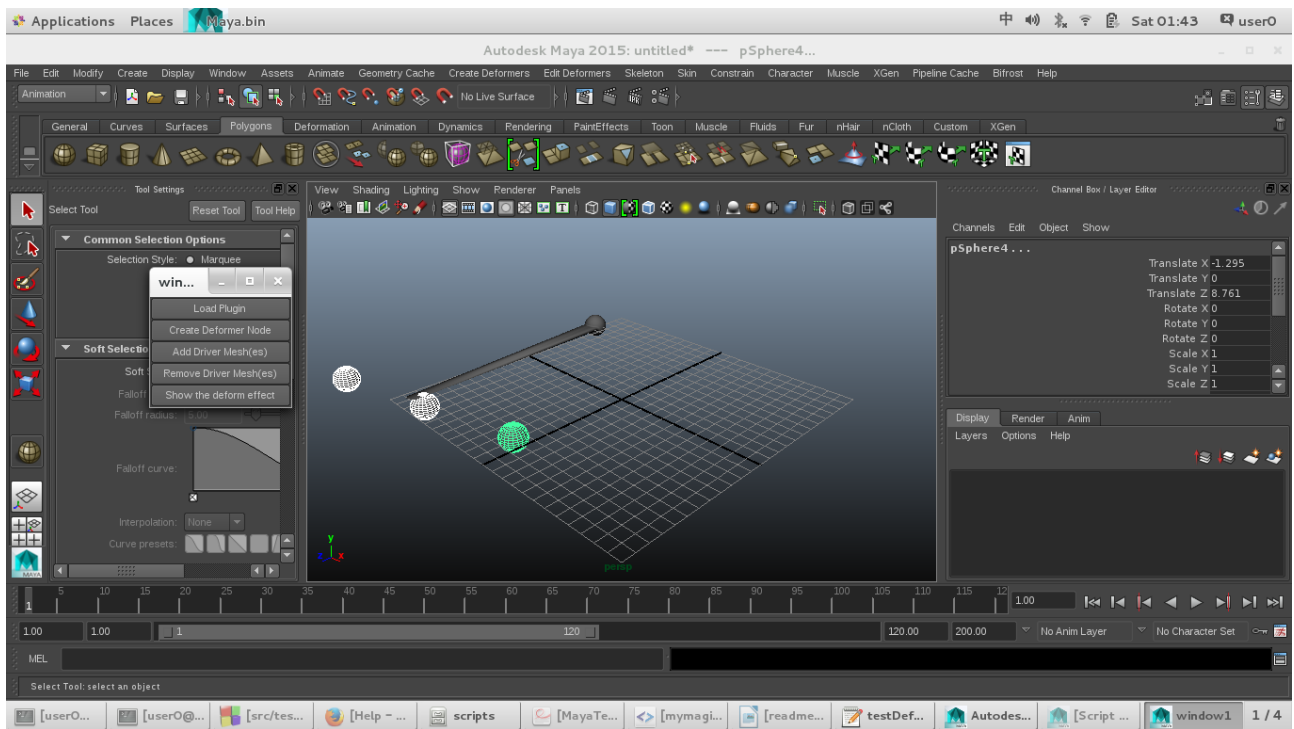 Applications Places Maya.bin 中 Sat 01:43 user0
Autodesk Maya 2015: untitled* --- pSphere4...
File Edit Modify Create Display Window Assets Animate Geometry Cache Create Deformers Edit Deformers Skeleton Skin Constrain Character Muscle XGen Pipeline Cache Bifrost Help
Animation No Live Surface
General Curves Surfaces Polygons Deformation Animation Dynamics Rendering PaintEffects Toon Muscle Fluids Fur nHair nCloth Custom XGen
Tool Settings
Select Tool Reset Tool Tool Help
Common Selection Options
Selection Style: Marquee
win...
Load Plugin
Create Deformer Node
Add Driver Mesh(es)
Remove Driver Mesh(es)
Show the deform effect
Soft Selectio
Soft S
Falloff
Falloff radius: 5.00
Falloff curve:
Interpolation: None
Curve presets:
View Shading Lighting Show Renderer Panels
y
x
persp
Channel Box / Layer Editor
Channels Edit Object Show
pSphere4 . . .
Translate X -1.295
Translate Y 0
Translate Z 8.761
Rotate X 0
Rotate Y 0
Rotate Z 0
Scale X 1
Scale Y 1
Scale Z 1
Display Render Anim
Layers Options Help
MAYA
5 10 15 20 25 30 35 40 45 50 55 60 65 70 75 80 85 90 95 100 105 110 115 12
1 1.00
1.00 1.00 1 120 120.00 200.00 No Anim Layer No Character Set
MEL
Select Tool: select an object
[user0... [user0@... [src/tes... [Help - ... scripts [MayaTe... [mymagi... [readme... testDef... Autodes... [Script ... window1 1 / 4